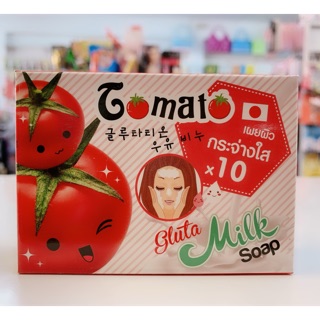 Tomato
글루타티온
우유 비누
เผยผิว
กระจ่างใส
×10
Gluta
Milk
Soap